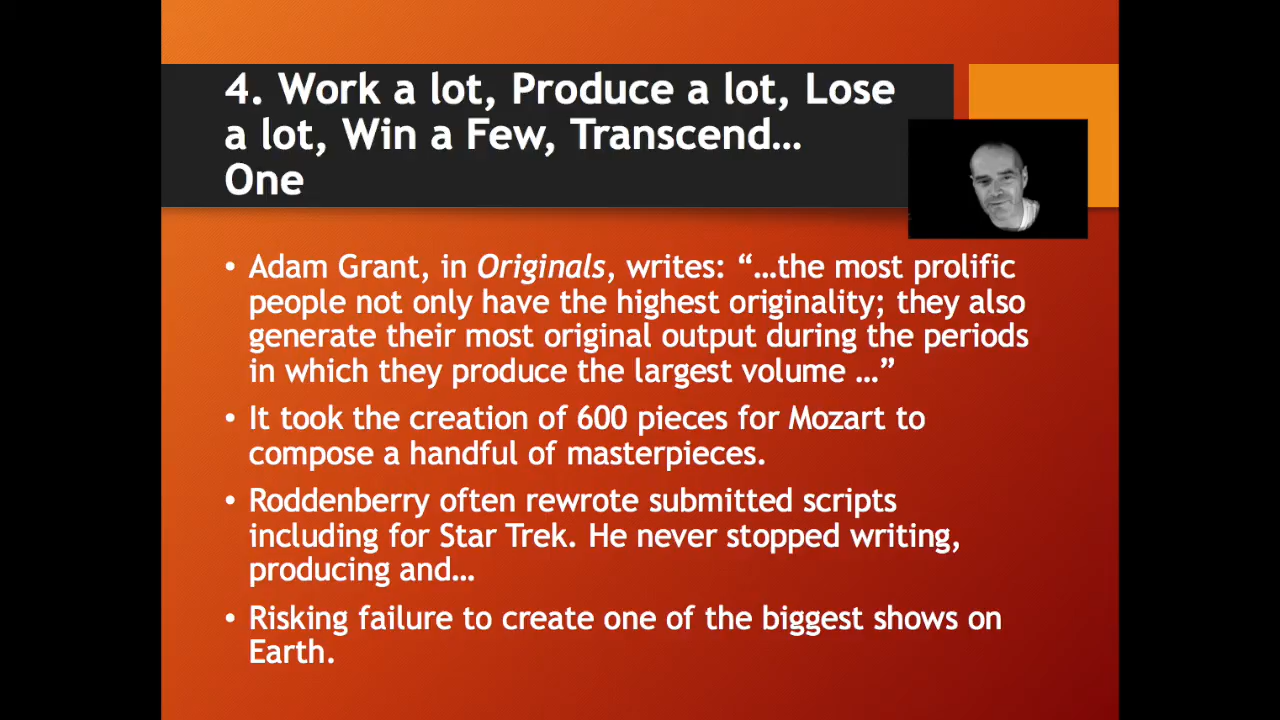 4. Work a lot, Produce a lot, Lose
a lot, Win a Few, Transcend…
One
• Adam Grant, in Originals, writes: “…the most prolific
people not only have the highest originality; they also
generate their most original output during the periods
in which they produce the largest volume …”
• It took the creation of 600 pieces for Mozart to
compose a handful of masterpieces.
• Roddenberry often rewrote submitted scripts
including for Star Trek. He never stopped writing,
producing and…
• Risking failure to create one of the biggest shows on
Earth.